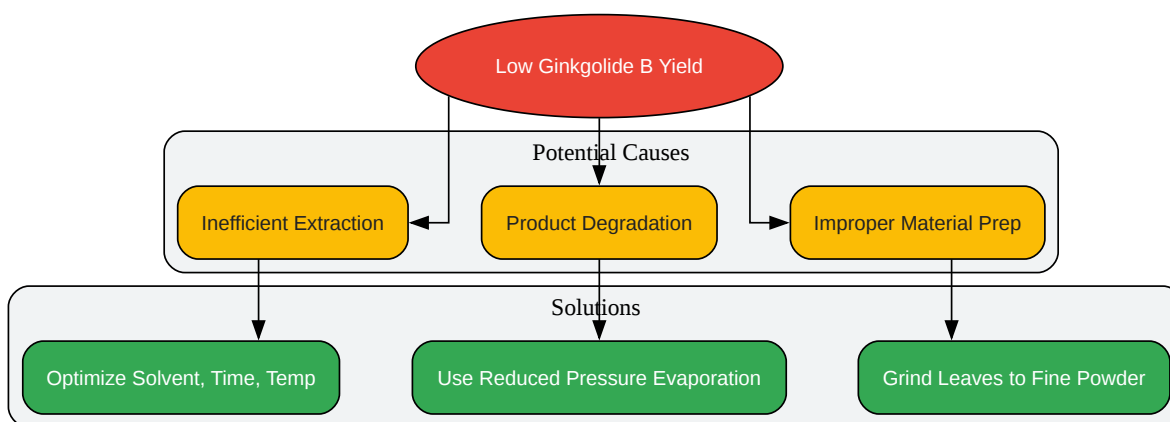 Low Ginkgolide B Yield
Potential Causes
Inefficient Extraction
Product Degradation
Improper Material Prep
Solutions
Optimize Solvent, Time, Temp
Use Reduced Pressure Evaporation
Grind Leaves to Fine Powder